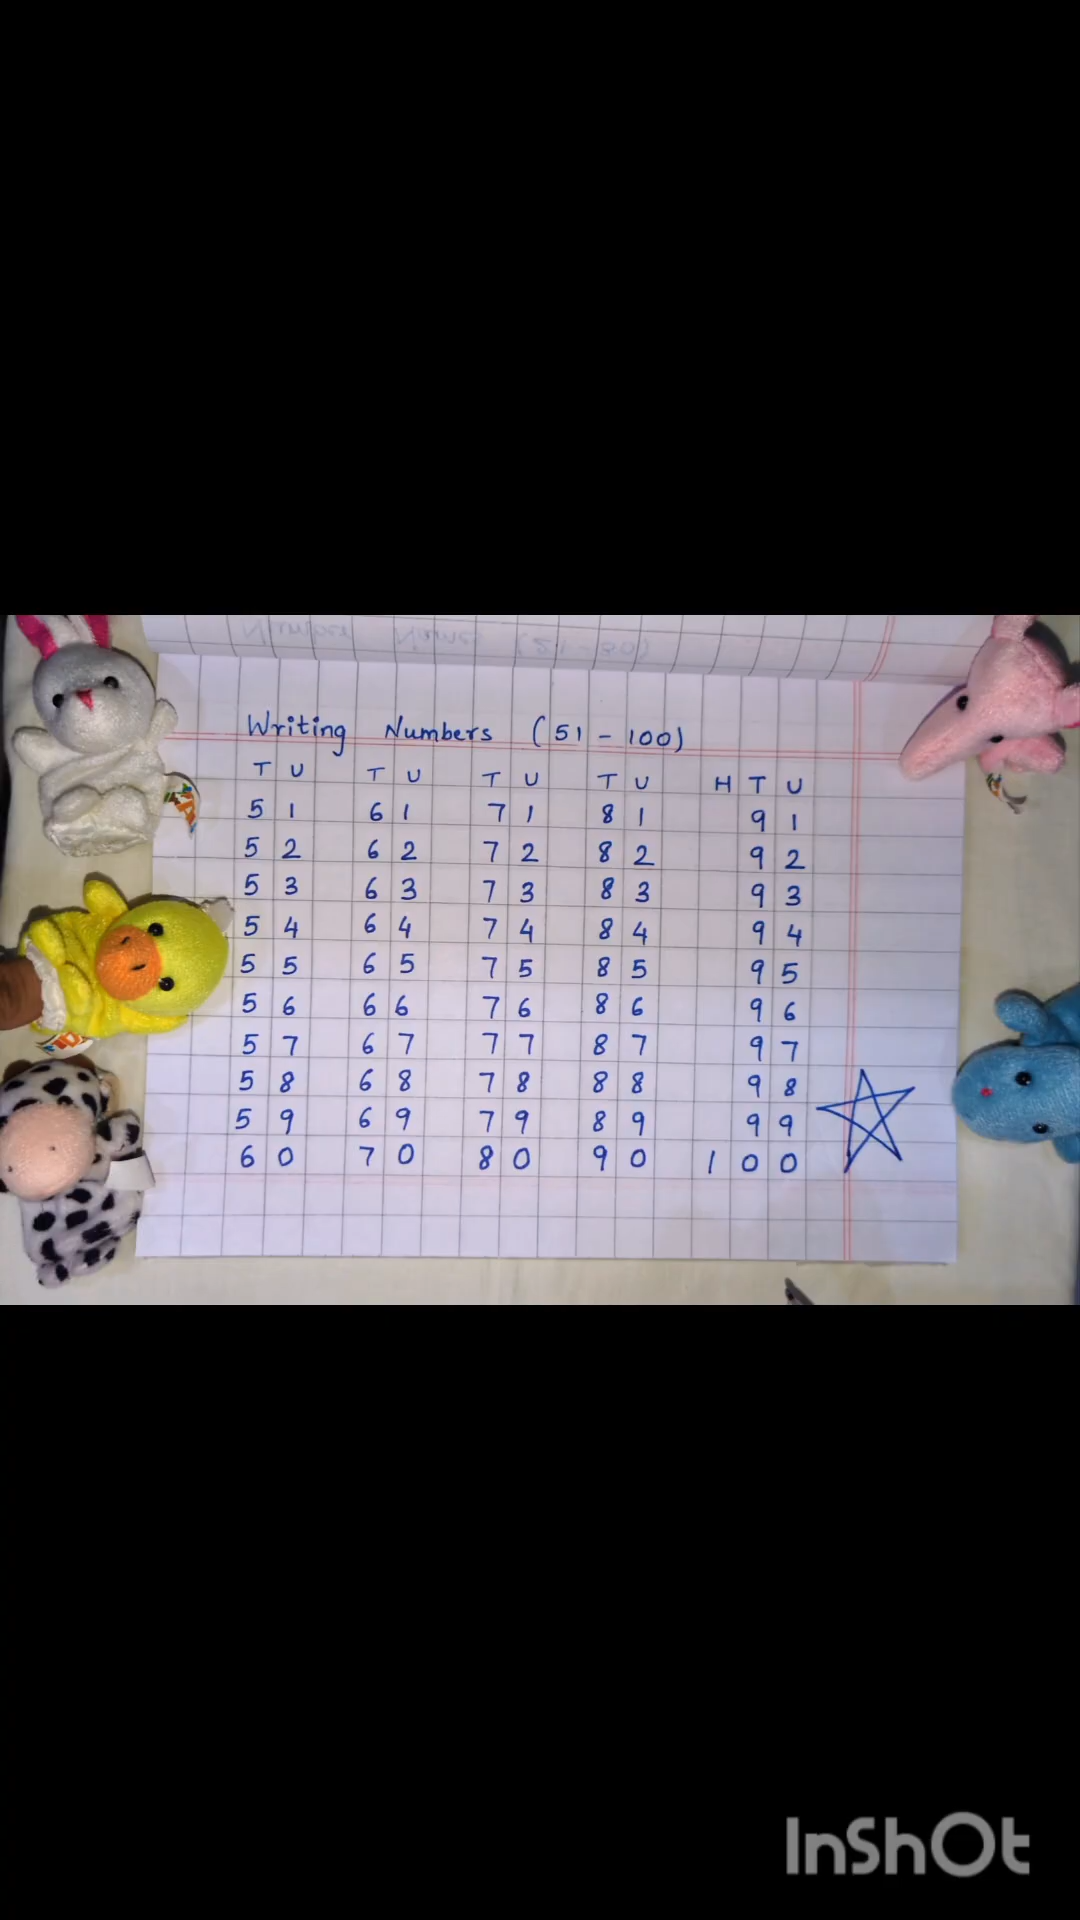 Number Names (21-30)
Writing Numbers (51 - 100)
T U T U T U T U H T U
5 1 6 1 7 1 8 1 9 1
5 2 6 2 7 2 8 2 9 2
5 3 6 3 7 3 8 3 9 3
5 4 6 4 7 4 8 4 9 4
5 5 6 5 7 5 8 5 9 5
5 6 6 6 7 6 8 6 9 6
5 7 6 7 7 7 8 7 9 7
5 8 6 8 7 8 8 8 9 8
5 9 6 9 7 9 8 9 9 9
6 0 7 0 8 0 9 0 1 0 0
InShOt